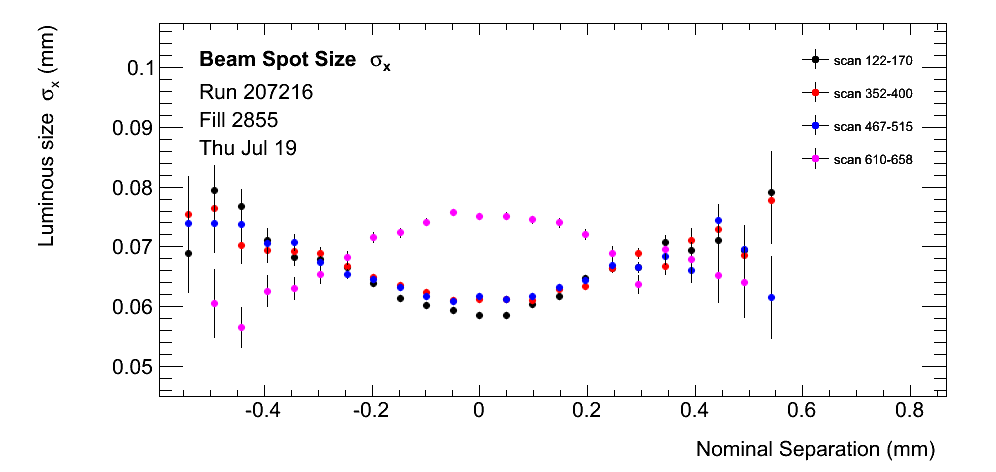 Beam Spot Size σx
Run 207216
Fill 2855
Thu Jul 19
scan 122-170
scan 352-400
scan 467-515
scan 610-658
Luminous size σx (mm)
0.1
0.09
0.08
0.07
0.06
0.05
-0.4 -0.2 0 0.2 0.4 0.6 0.8
Nominal Separation (mm)